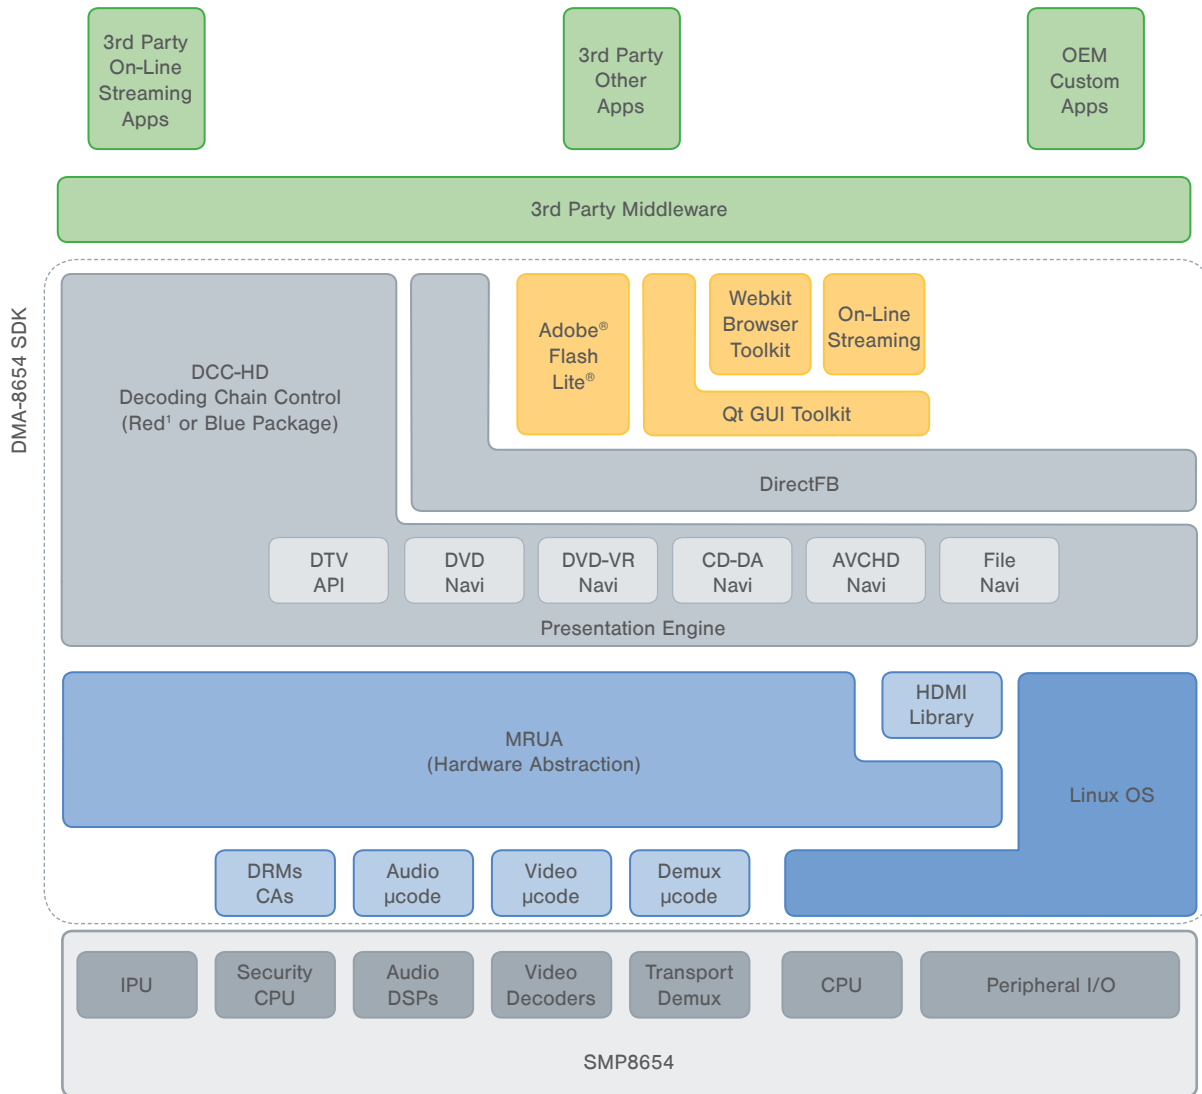 3rd Party
On-Line
Streaming
Apps
3rd Party
Other
Apps
OEM
Custom
Apps
3rd Party Middleware
DMA-8654 SDK
DCC-HD
Decoding Chain Control
(Red¹ or Blue Package)
Adobe®
Flash
Lite®
Webkit
Browser
Toolkit
On-Line
Streaming
Qt GUI Toolkit
DirectFB
DTV
API
DVD
Navi
DVD-VR
Navi
CD-DA
Navi
AVCHD
Navi
File
Navi
Presentation Engine
MRUA
(Hardware Abstraction)
HDMI
Library
Linux OS
DRMs
CAs
Audio
µcode
Video
µcode
Demux
µcode
IPU
Security
CPU
Audio
DSPs
Video
Decoders
Transport
Demux
CPU
Peripheral I/O
SMP8654